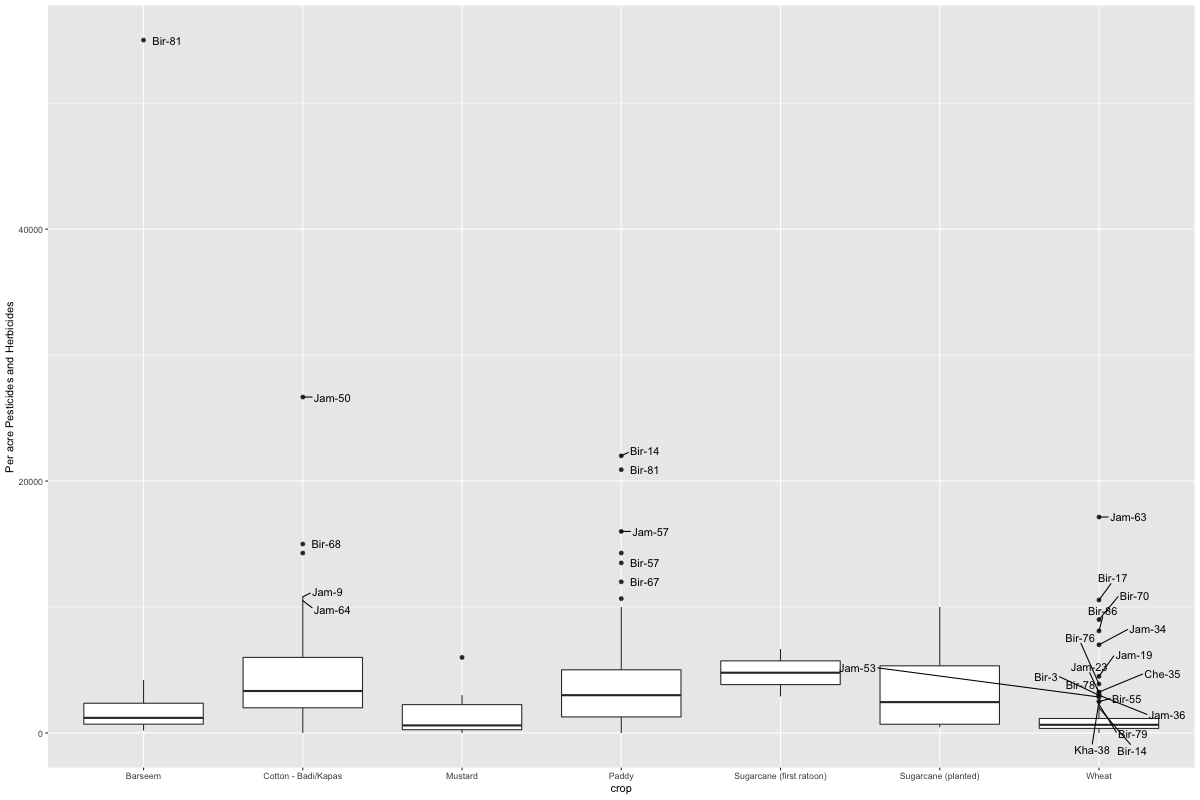 Bir-81
40000
Jam-50
Bir-14
Bir-81
20000
Jam-63
Jam-57
Bir-68
Bir-57
Bir-17
Bir-67
Jam-9
Bir-70
Jam-64
Bir-86
Jam-34
Bir-76
Jam-19
Jam-53
Jam-23
Che-35
Bir-3
Bir-78
Bir-55
Jam-36
0
Bir-79
Kha-38
Bir-14
Per acre Pesticides and Herbicides
Barseem
Cotton - Badi/Kapas
Mustard
Paddy
Sugarcane (first ratoon)
Sugarcane (planted)
Wheat
crop